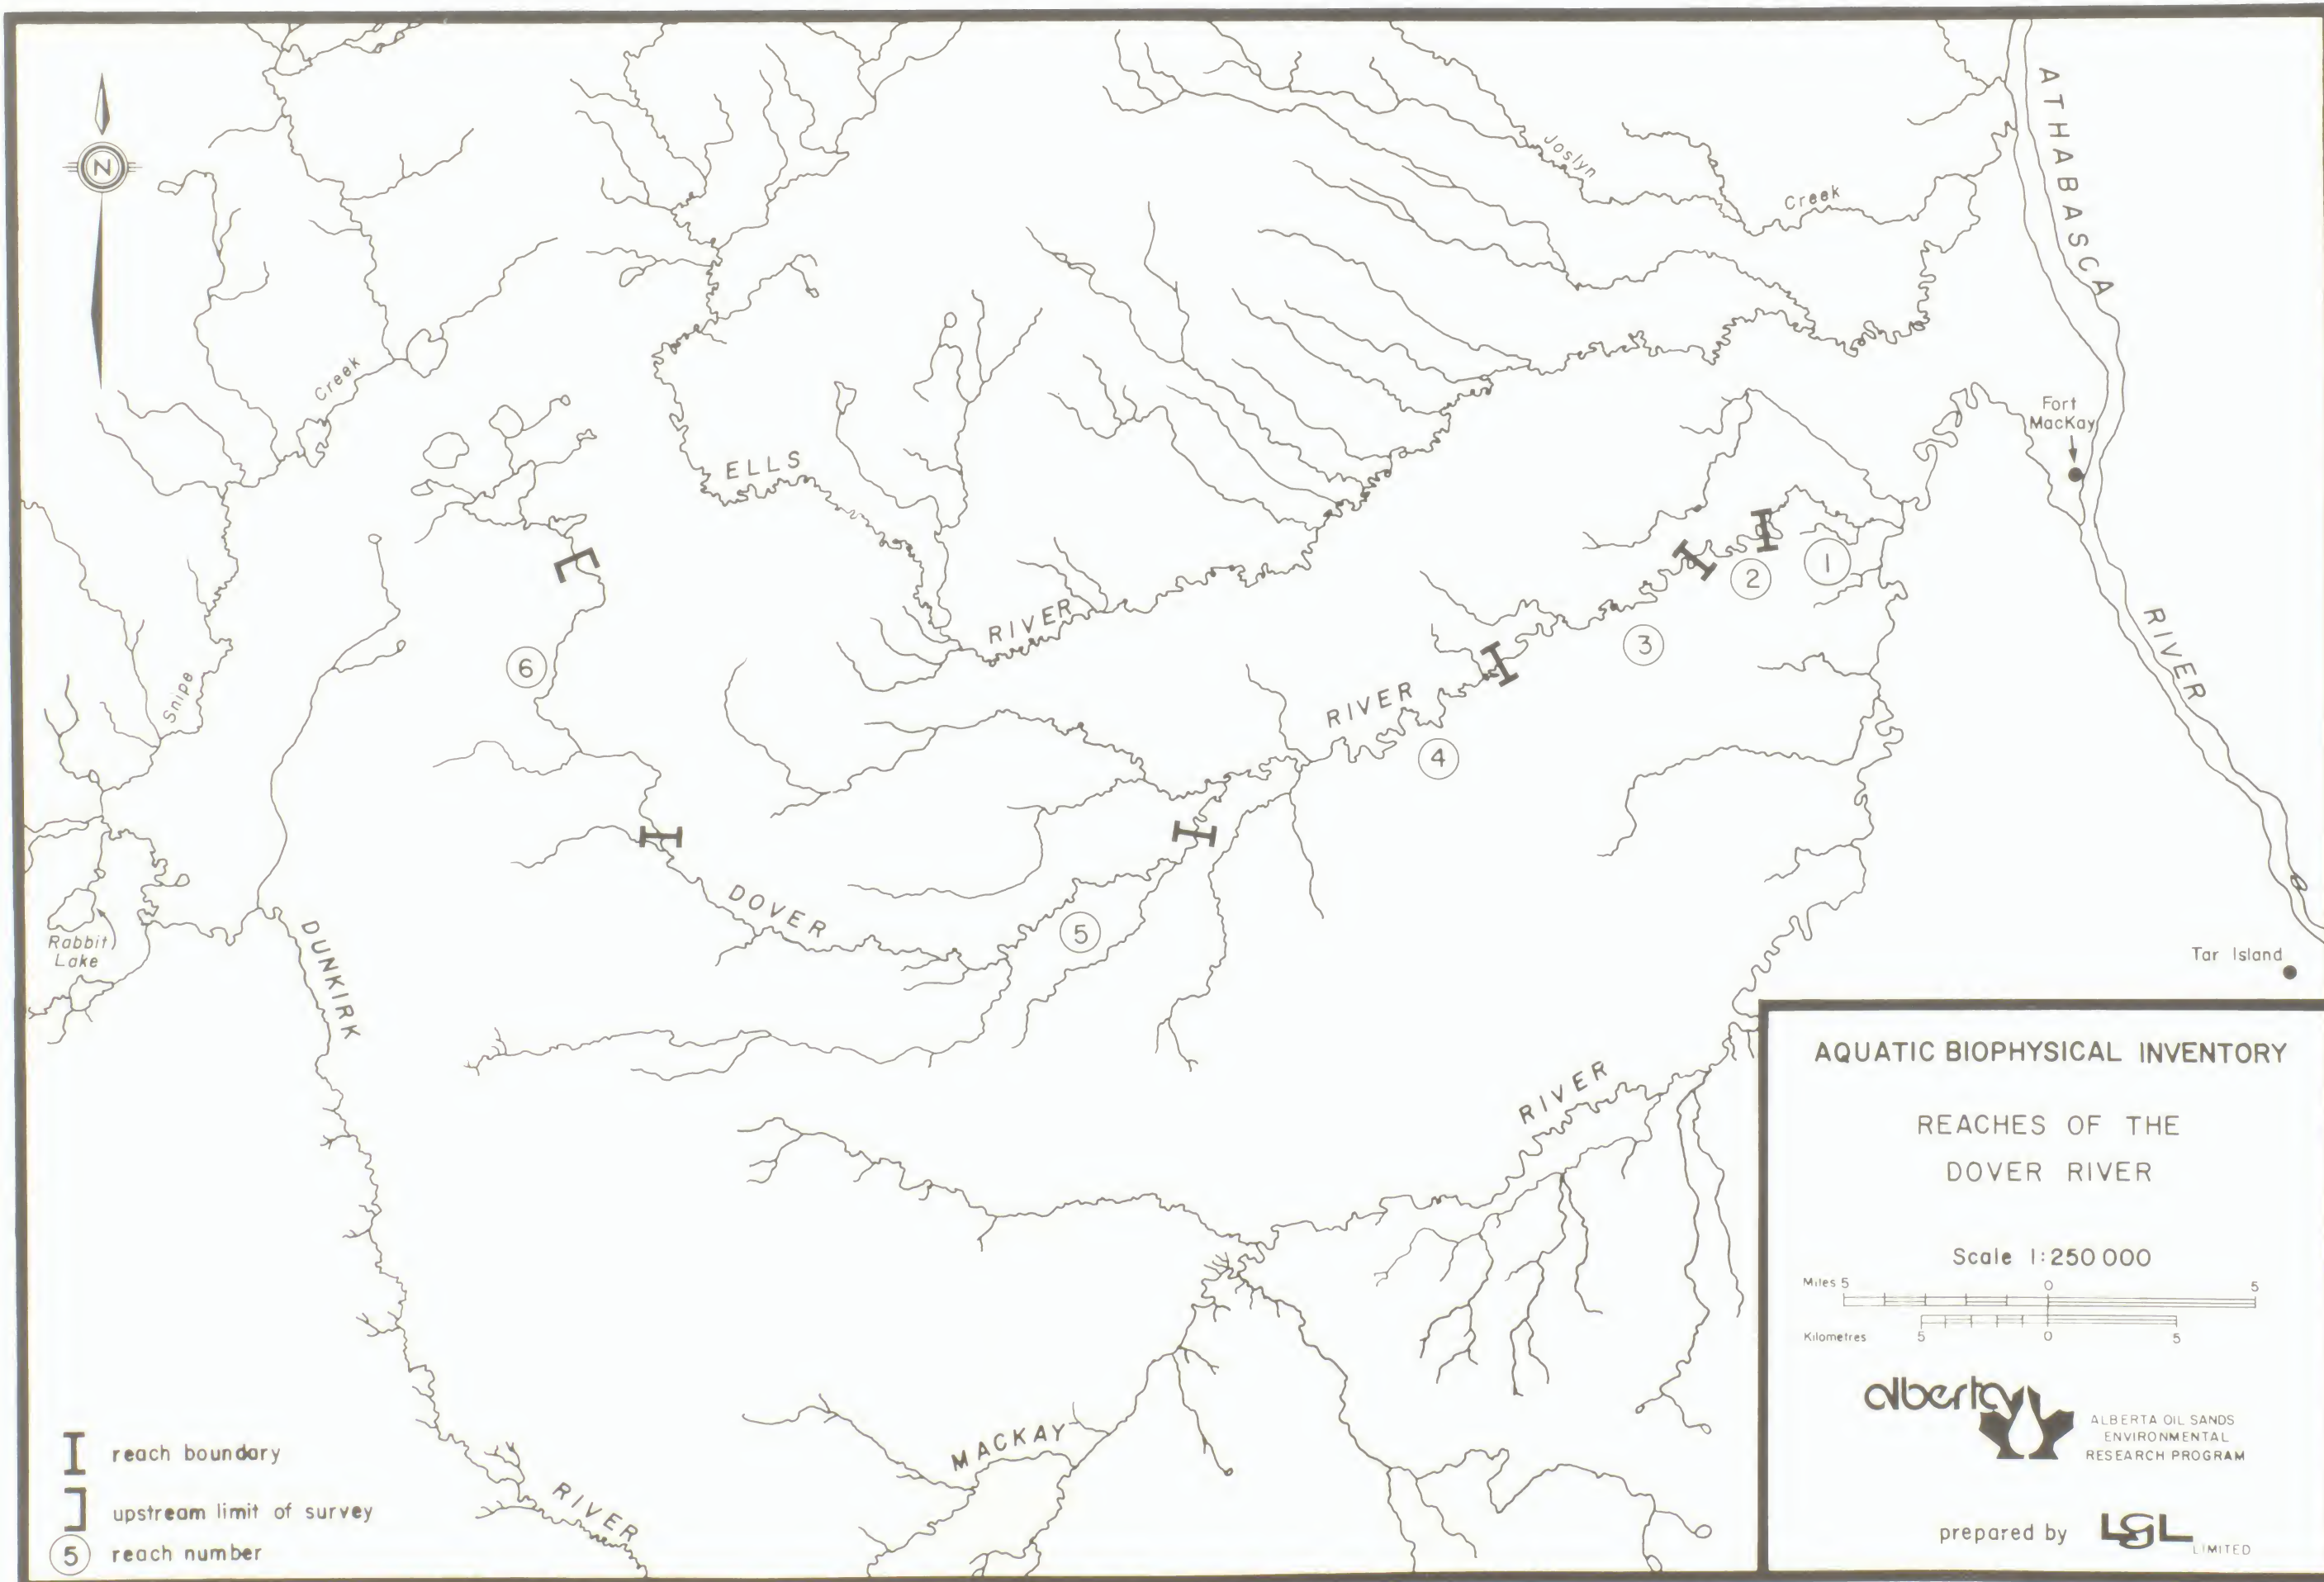 N
Joslyn
Creek
ATHABASCA
RIVER
Creek
Snipe
ELLS
RIVER
Fort
MacKay
1
2
3
RIVER
4
6
DOVER
5
Rabbit
Lake
DUNKIRK
RIVER
Tar Island
RIVER
MACKAY
reach boundary
upstream limit of survey
5 reach number
AQUATIC BIOPHYSICAL INVENTORY
REACHES OF THE
DOVER RIVER
Scale 1:250 000
Miles 5 0 5
Kilometres 5 0 5
alberta
ALBERTA OIL SANDS
ENVIRONMENTAL
RESEARCH PROGRAM
prepared by LGL LIMITED